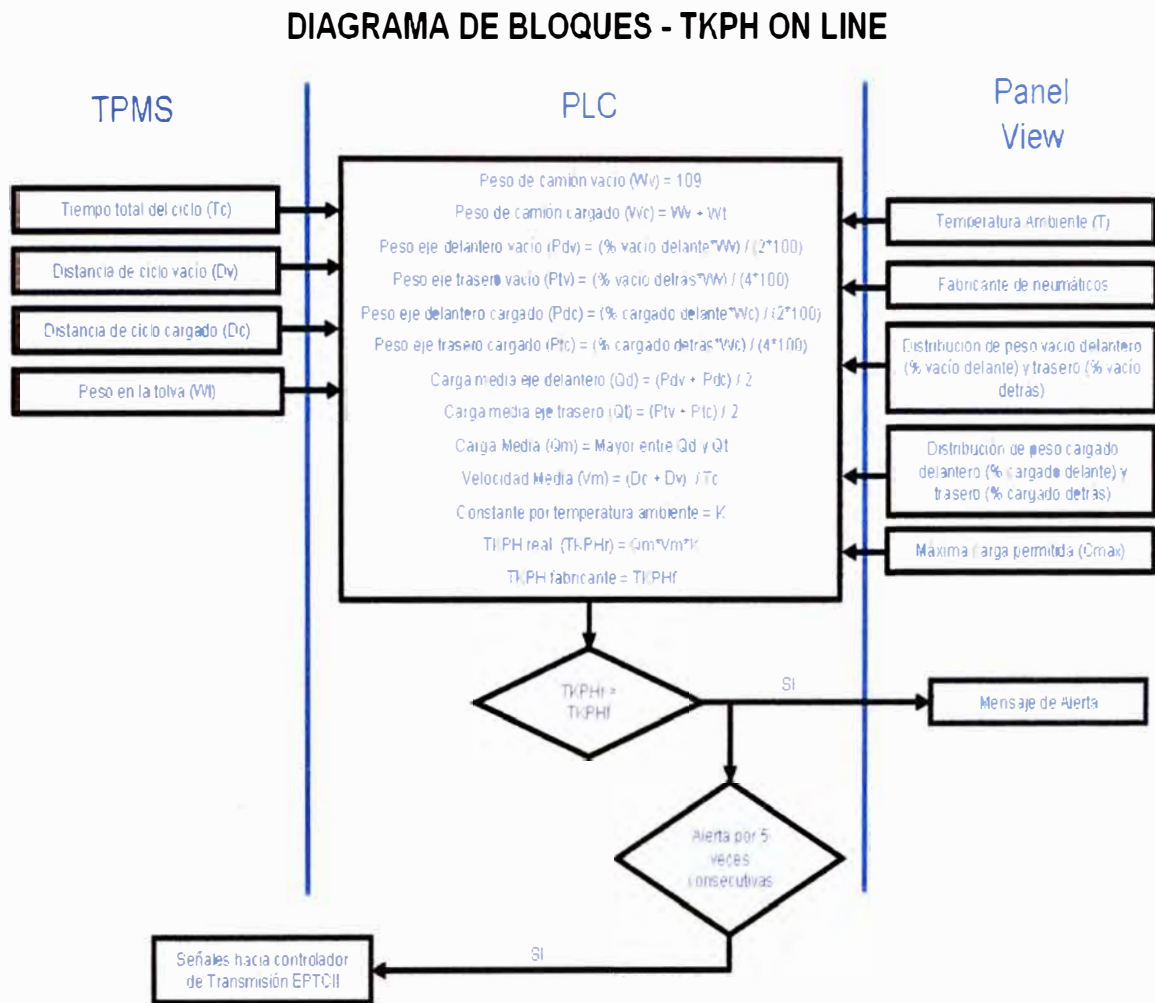 DIAGRAMA DE BLOQUES - TKPH ON LINE
TPMS
PLC
Panel
View
Tiempo total del ciclo (Tc)
Distancia de ciclo vacío (Dv)
Distancia de ciclo cargado (Dc)
Peso en la tolva (Wt)
Peso de camión vacío (Wv) = 109
Peso de camión cargado (Wc) = Wv + Wt
Peso eje delantero vacío (Pdv) = (% vacío delante*Wv) / (2*100)
Peso eje trasero vacío (Ptv) = (% vacío detrás*Wv) / (4*100)
Peso eje delantero cargado (Pdc) = (% cargado delante*Wc) / (2*100)
Peso eje trasero cargado (Ptc) = (% cargado detrás*Wc) / (4*100)
Carga media eje delantero (Qd) = (Pdv + Pdc) / 2
Carga media eje trasero (Qt) = (Ptv + Ptc) / 2
Carga Media (Qm) = Mayor entre Qd y Qt
Velocidad Media (Vm) = (Dc + Dv) / Tc
Constante por temperatura ambiente = K
TKPH real (TKPHr) = Qm*Vm*K
TKPH fabricante = TKPHf
Temperatura Ambiente (T)
Fabricante de neumáticos
Distribución de peso vacío delantero
(% vacío delante) y trasero (% vacío
detrás)
Distribución de peso cargado
delantero (% cargado delante) y
trasero (% cargado detrás)
Máxima carga permitida (Cmax)
TKPHr >
TKPHf
SI
Mensaje de Alerta
Alerta por 5
veces
consecutivas
SI
Señales hacia controlador
de Transmisión EPTCII